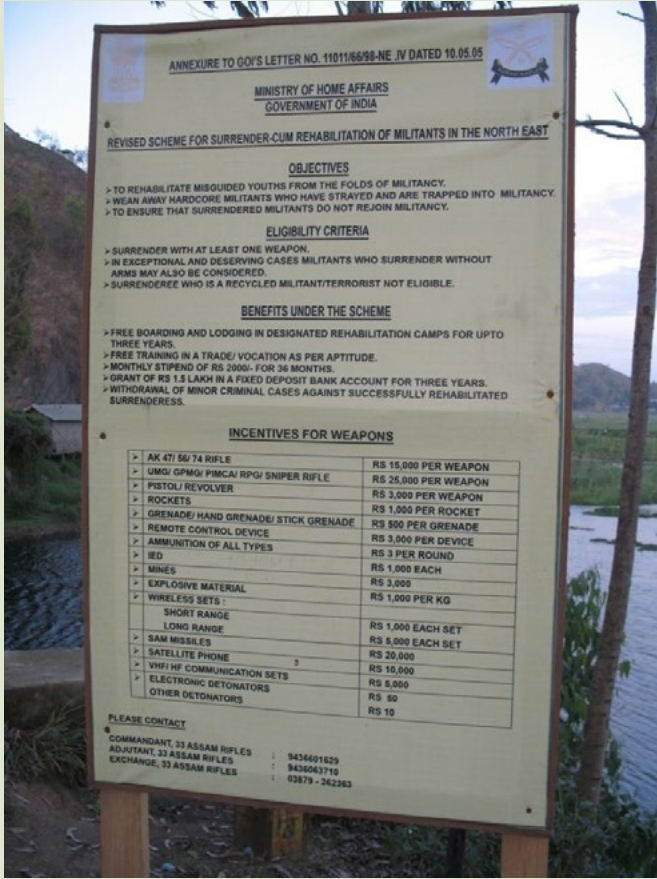 ANNEXURE TO GOI'S LETTER NO. 11011/66/98-NE .IV DATED 10.05.05
MINISTRY OF HOME AFFAIRS
GOVERNMENT OF INDIA
REVISED SCHEME FOR SURRENDER-CUM REHABILITATION OF MILITANTS IN THE NORTH EAST
OBJECTIVES
➢ TO REHABILITATE MISGUIDED YOUTHS FROM THE FOLDS OF MILITANCY.
➢ WEAN AWAY HARDCORE MILITANTS WHO HAVE STRAYED AND ARE TRAPPED INTO MILITANCY.
➢ TO ENSURE THAT SURRENDERED MILITANTS DO NOT REJOIN MILITANCY.
ELIGIBILITY CRITERIA
➢ SURRENDER WITH AT LEAST ONE WEAPON.
➢ IN EXCEPTIONAL AND DESERVING CASES MILITANTS WHO SURRENDER WITHOUT
ARMS MAY ALSO BE CONSIDERED.
➢ SURRENDEREE WHO IS A RECYCLED MILITANT/TERRORIST NOT ELIGIBLE.
BENEFITS UNDER THE SCHEME
➢ FREE BOARDING AND LODGING IN DESIGNATED REHABILITATION CAMPS FOR UPTO
THREE YEARS.
➢ FREE TRAINING IN A TRADE/ VOCATION AS PER APTITUDE.
➢ MONTHLY STIPEND OF RS 2000/- FOR 36 MONTHS.
➢ GRANT OF RS 1.5 LAKH IN A FIXED DEPOSIT BANK ACCOUNT FOR THREE YEARS.
➢ WITHDRAWAL OF MINOR CRIMINAL CASES AGAINST SUCCESSFULLY REHABILITATED
SURRENDERESS.
INCENTIVES FOR WEAPONS
➢ AK 47/ 56/ 74 RIFLE RS 15,000 PER WEAPON
➢ UMG/ GPMG/ PIMCA/ RPG/ SNIPER RIFLE RS 25,000 PER WEAPON
➢ PISTOL/ REVOLVER RS 3,000 PER WEAPON
➢ ROCKETS RS 1,000 PER ROCKET
➢ GRENADE/ HAND GRENADE/ STICK GRENADE RS 500 PER GRENADE
➢ REMOTE CONTROL DEVICE RS 3,000 PER DEVICE
➢ AMMUNITION OF ALL TYPES RS 3 PER ROUND
➢ IED RS 1,000 EACH
➢ MINES RS 3,000
➢ EXPLOSIVE MATERIAL RS 1,000 PER KG
➢ WIRELESS SETS :
SHORT RANGE RS 1,000 EACH SET
LONG RANGE RS 5,000 EACH SET
➢ SAM MISSILES RS 20,000
➢ SATELLITE PHONE RS 10,000
➢ VHF/ HF COMMUNICATION SETS RS 5,000
➢ ELECTRONIC DETONATORS RS 50
OTHER DETONATORS RS 10
PLEASE CONTACT
COMMANDANT, 33 ASSAM RIFLES : 9436601629
ADJUTANT, 33 ASSAM RIFLES : 9436063710
EXCHANGE, 33 ASSAM RIFLES : 03879 - 262363